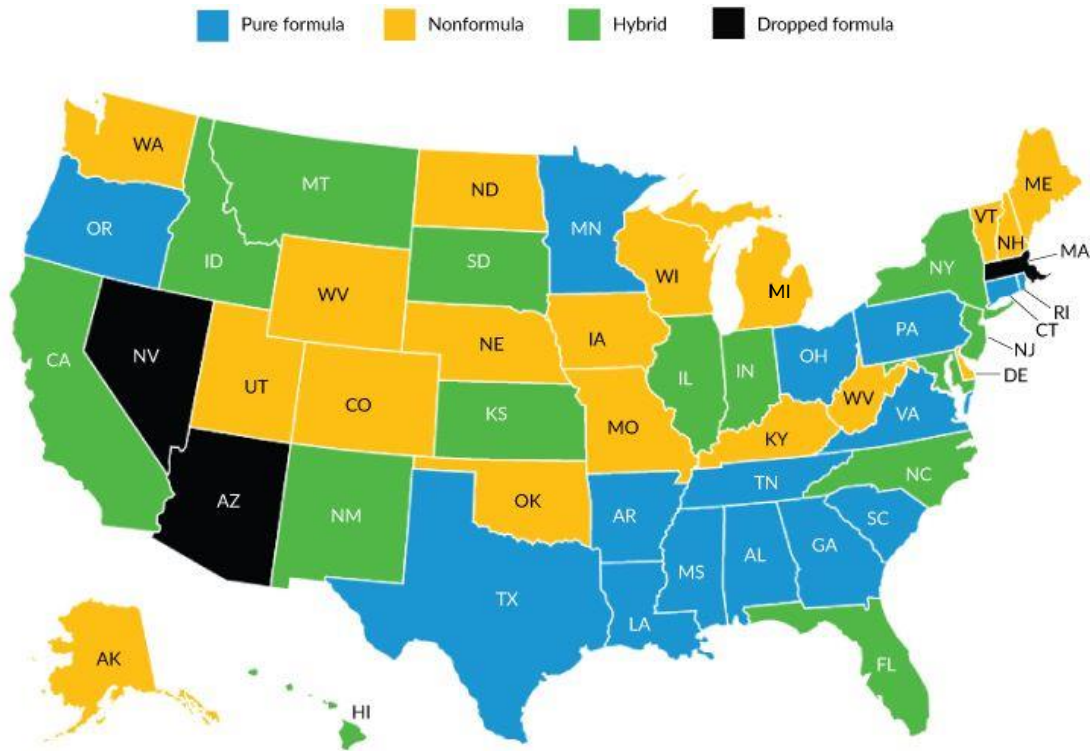 Pure formula
Nonformula
Hybrid
Dropped formula
WA
MT
ND
MN
ME
VT
NH
MA
OR
ID
SD
WI
MI
NY
RI
CT
WV
PA
NJ
CA
NV
NE
IA
OH
DE
UT
CO
IL
IN
WV
VA
KS
MO
KY
NC
AZ
NM
OK
AR
TN
SC
TX
MS
AL
GA
LA
AK
FL
HI